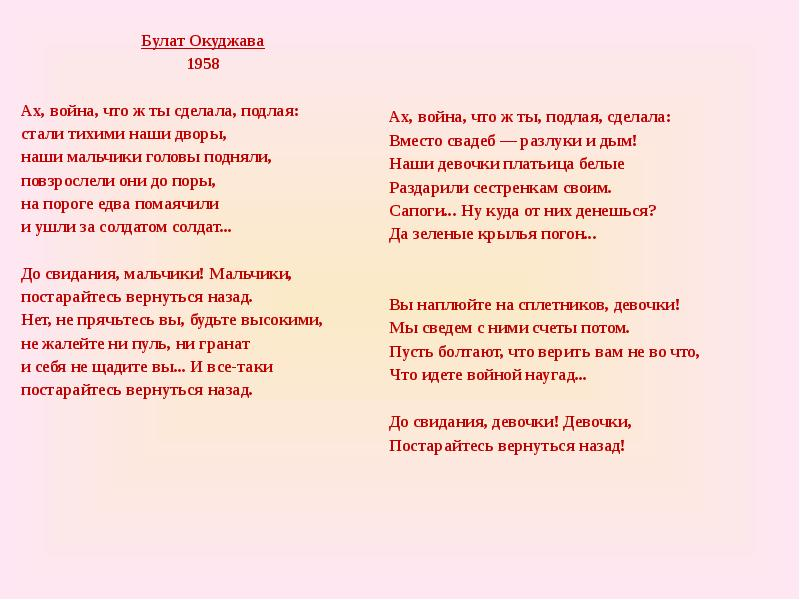 Булат Окуджава
1958
Ах, война, что ж ты сделала, подлая:
стали тихими наши дворы,
наши мальчики головы подняли,
повзрослели они до поры,
на пороге едва помаячили
и ушли за солдатом солдат...
До свидания, мальчики! Мальчики,
постарайтесь вернуться назад.
Нет, не прячьтесь вы, будьте высокими,
не жалейте ни пуль, ни гранат
и себя не щадите вы... И все-таки
постарайтесь вернуться назад.
Ах, война, что ж ты, подлая, сделала:
Вместо свадеб — разлуки и дым!
Наши девочки платьица белые
Раздарили сестренкам своим.
Сапоги... Ну куда от них денешься?
Да зеленые крылья погон...
Вы наплюйте на сплетников, девочки!
Мы сведем с ними счеты потом.
Пусть болтают, что верить вам не во что,
Что идете войной наугад...
До свидания, девочки! Девочки,
Постарайтесь вернуться назад!